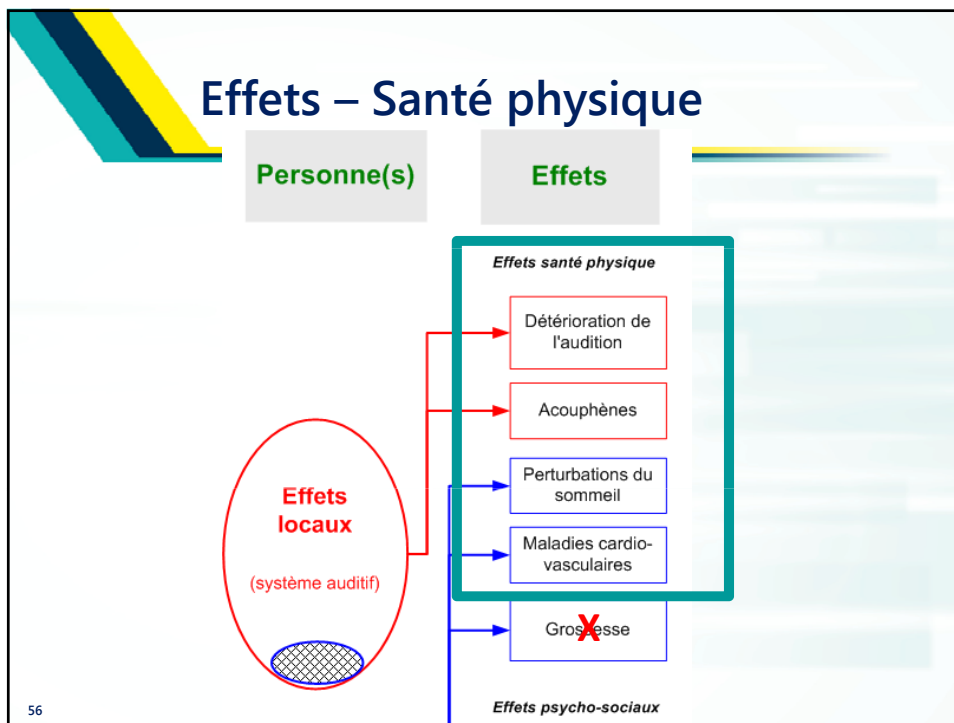 Effets – Santé physique
Personne(s)
Effets
Effets santé physique
Détérioration de
l'audition
Acouphènes
Perturbations du
sommeil
Maladies cardio-
vasculaires
Grossesse
X
Effets
locaux
(système auditif)
Effets psycho-sociaux
56